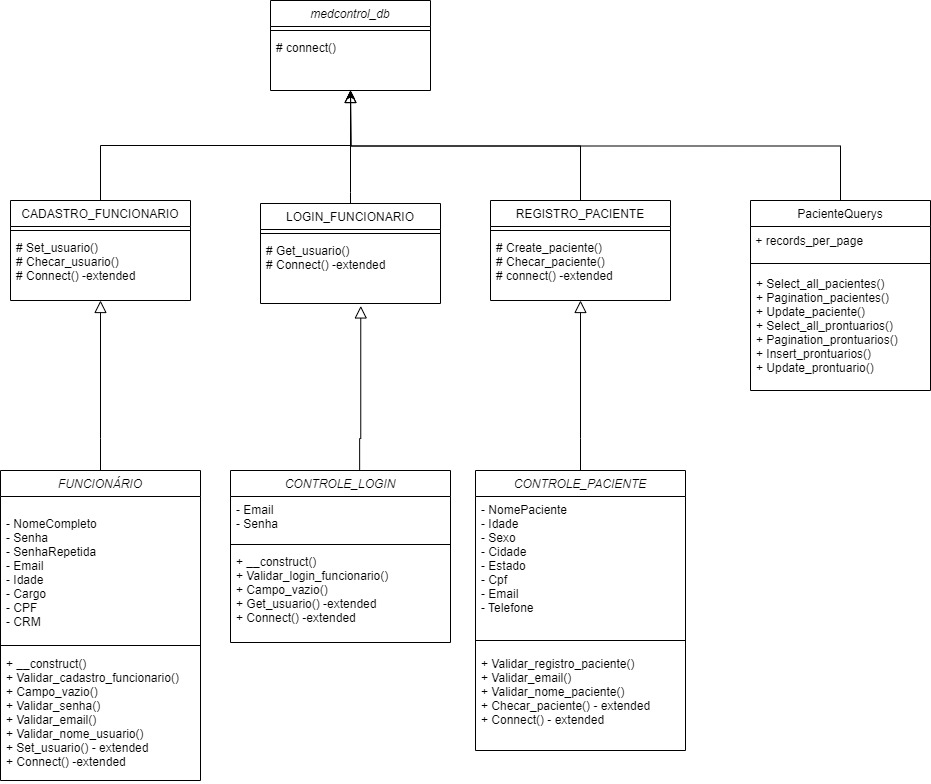 medcontrol_db
# connect()
CADASTRO_FUNCIONARIO
# Set_usuario()
# Checar_usuario()
# Connect() -extended
LOGIN_FUNCIONARIO
# Get_usuario()
# Connect() -extended
REGISTRO_PACIENTE
# Create_paciente()
# Checar_paciente()
# connect() -extended
PacienteQuerys
+ records_per_page
+ Select_all_pacientes()
+ Pagination_pacientes()
+ Update_paciente()
+ Select_all_prontuarios()
+ Pagination_prontuarios()
+ Insert_prontuarios()
+ Update_prontuario()
FUNCIONÁRIO
- NomeCompleto
- Senha
- SenhaRepetida
- Email
- Idade
- Cargo
- CPF
- CRM
+ __construct()
+ Validar_cadastro_funcionario()
+ Campo_vazio()
+ Validar_senha()
+ Validar_email()
+ Validar_nome_usuario()
+ Set_usuario() - extended
+ Connect() -extended
CONTROLE_LOGIN
- Email
- Senha
+ __construct()
+ Validar_login_funcionario()
+ Campo_vazio()
+ Get_usuario() -extended
+ Connect() -extended
CONTROLE_PACIENTE
- NomePaciente
- Idade
- Sexo
- Cidade
- Estado
- Cpf
- Email
- Telefone
+ Validar_registro_paciente()
+ Validar_email()
+ Validar_nome_paciente()
+ Checar_paciente() - extended
+ Connect() - extended